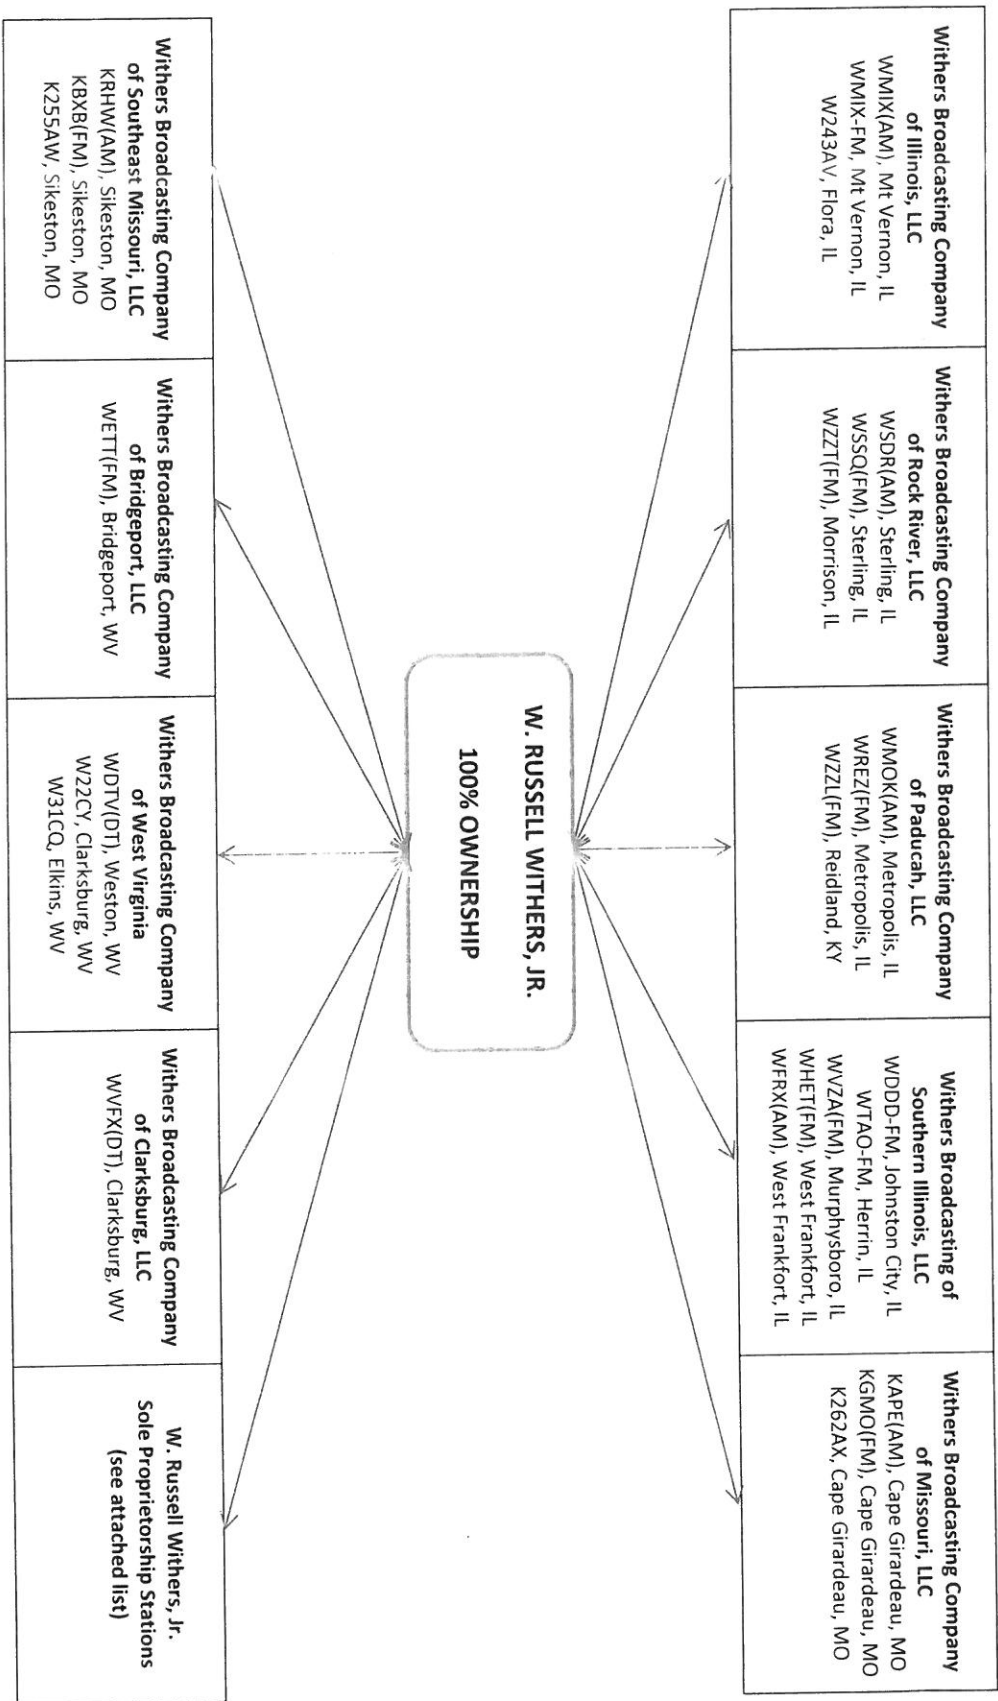 Withers Broadcasting Company
of Illinois, LLC
WMIX(AM), Mt Vernon, IL
WMIX-FM, Mt Vernon, IL
W243AV, Flora, IL
Withers Broadcasting Company
of Rock River, LLC
WSDR(AM), Sterling, IL
WSSQ(FM), Sterling, IL
WZZT(FM), Morrison, IL
Withers Broadcasting Company
of Paducah, LLC
WMOK(AM), Metropolis, IL
WREZ(FM), Metropolis, IL
WZZL(FM), Reidland, KY
Withers Broadcasting of
Southern Illinois, LLC
WDDD-FM, Johnston City, IL
WTAO-FM, Herrin, IL
WVZA(FM), Murphysboro, IL
WHET(FM), West Frankfort, IL
WFRX(AM), West Frankfort, IL
Withers Broadcasting Company
of Missouri, LLC
KAPE(AM), Cape Girardeau, MO
KGMO(FM), Cape Girardeau, MO
K262AX, Cape Girardeau, MO
W. RUSSELL WITHERS, JR.
100% OWNERSHIP
Withers Broadcasting Company
of Southeast Missouri, LLC
KRHW(AM), Sikeston, MO
KBXB(FM), Sikeston, MO
K255AW, Sikeston, MO
Withers Broadcasting Company
of Bridgeport, LLC
WETT(FM), Bridgeport, WV
Withers Broadcasting Company
of West Virginia
WDTV(DT), Weston, WV
W22CY, Clarksburg, WV
W31CQ, Elkins, WV
Withers Broadcasting Company
of Clarksburg, LLC
WVFX(DT), Clarksburg, WV
W. Russell Withers, Jr.
Sole Proprietorship Stations
(see attached list)